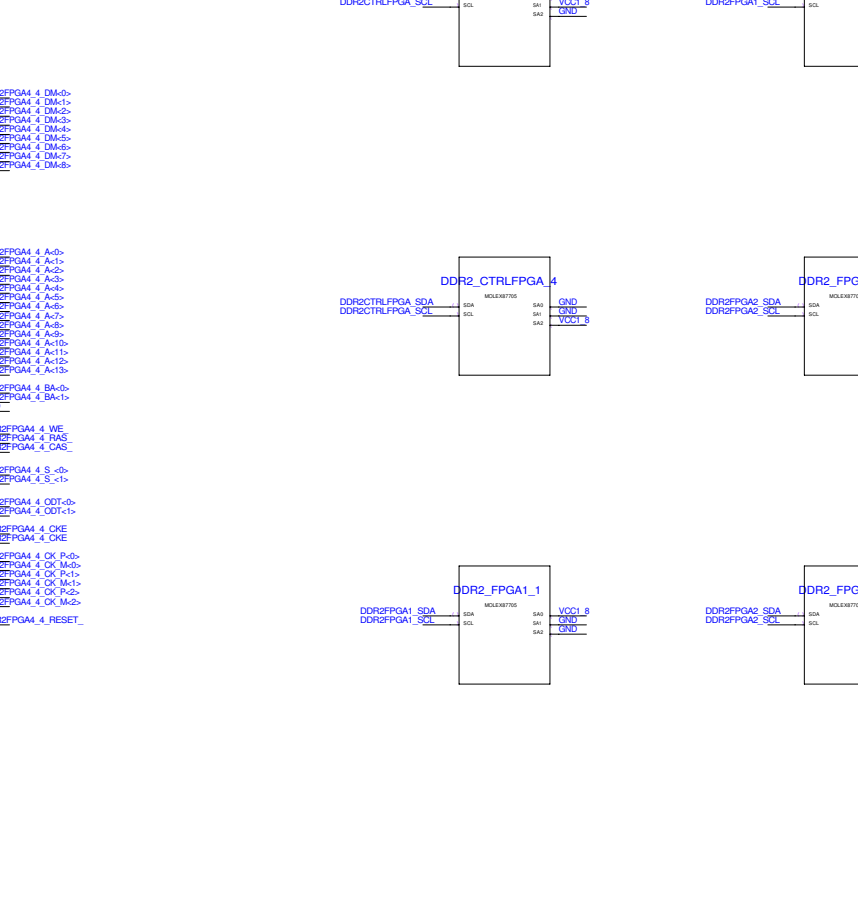 DDR2CTRLFPGA_SCL
SCL
SA1
VCC1_8
SA2
GND
DDR2FPGA1_SCL
SCL
2FPGA4_4_DM<0>
2FPGA4_4_DM<1>
2FPGA4_4_DM<2>
2FPGA4_4_DM<3>
2FPGA4_4_DM<4>
2FPGA4_4_DM<5>
2FPGA4_4_DM<6>
2FPGA4_4_DM<7>
2FPGA4_4_DM<8>
2FPGA4_4_A<0>
2FPGA4_4_A<1>
2FPGA4_4_A<2>
2FPGA4_4_A<3>
2FPGA4_4_A<4>
2FPGA4_4_A<5>
2FPGA4_4_A<6>
2FPGA4_4_A<7>
2FPGA4_4_A<8>
2FPGA4_4_A<9>
2FPGA4_4_A<10>
2FPGA4_4_A<11>
2FPGA4_4_A<12>
2FPGA4_4_A<13>
2FPGA4_4_BA<0>
2FPGA4_4_BA<1>
2FPGA4_4_WE_
2FPGA4_4_RAS_
2FPGA4_4_CAS_
2FPGA4_4_S_<0>
2FPGA4_4_S_<1>
2FPGA4_4_ODT<0>
2FPGA4_4_ODT<1>
2FPGA4_4_CKE
2FPGA4_4_CKE
2FPGA4_4_CK_P<0>
2FPGA4_4_CK_M<0>
2FPGA4_4_CK_P<1>
2FPGA4_4_CK_M<1>
2FPGA4_4_CK_P<2>
2FPGA4_4_CK_M<2>
2FPGA4_4_RESET_
DDR2_CTRLFPGA_4
MOLEX87705
DDR2CTRLFPGA_SDA
DDR2CTRLFPGA_SCL
SDA
SCL
SA0
SA1
SA2
GND
GND
VCC1_8
DDR2_FPG
MOLEX8770
DDR2FPGA2_SDA
DDR2FPGA2_SCL
SDA
SCL
DDR2_FPGA1_1
MOLEX87705
DDR2FPGA1_SDA
DDR2FPGA1_SCL
SDA
SCL
SA0
SA1
SA2
VCC1_8
GND
GND
DDR2_FPG
MOLEX8770
DDR2FPGA2_SDA
DDR2FPGA2_SCL
SDA
SCL